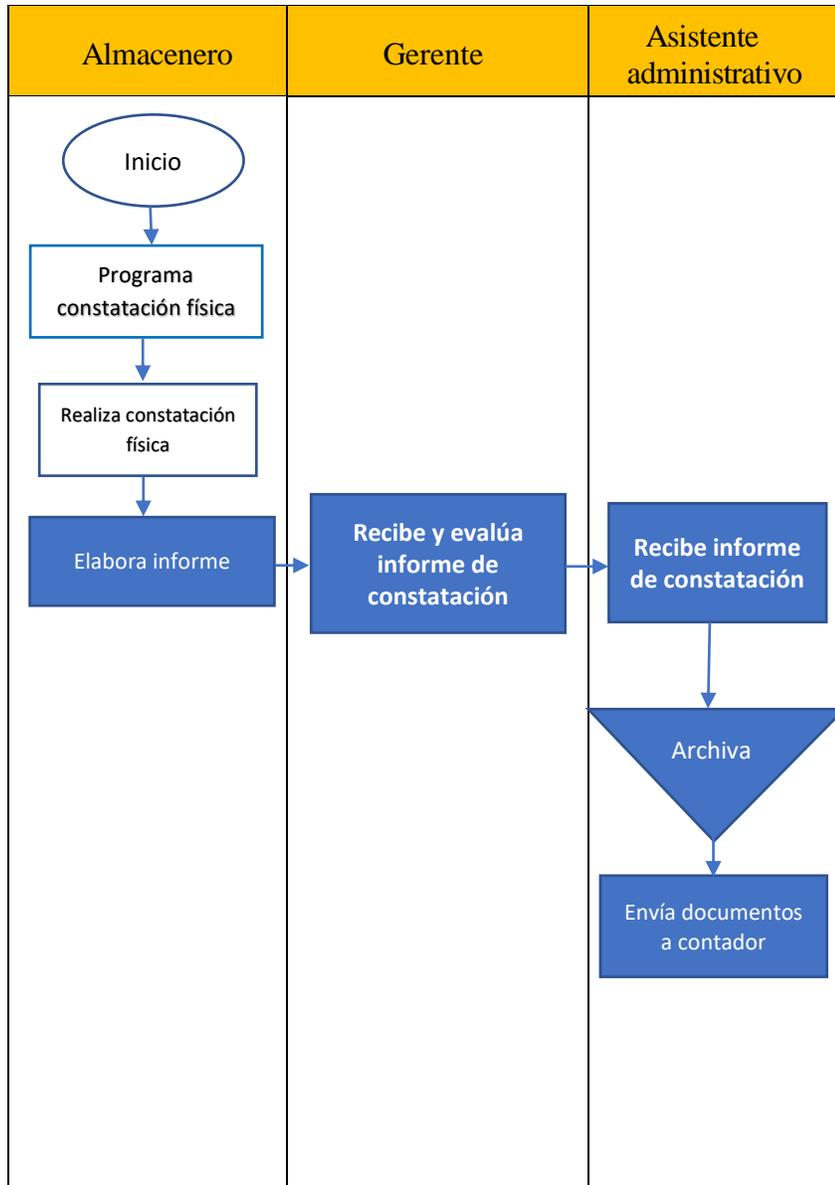 Almacenero
Gerente
Asistente
administrativo
Inicio
Programa
constatación física
Realiza constatación
física
Elabora informe
Recibe y evalúa
informe de
constatación
Recibe informe
de constatación
Archiva
Envía documentos
a contador